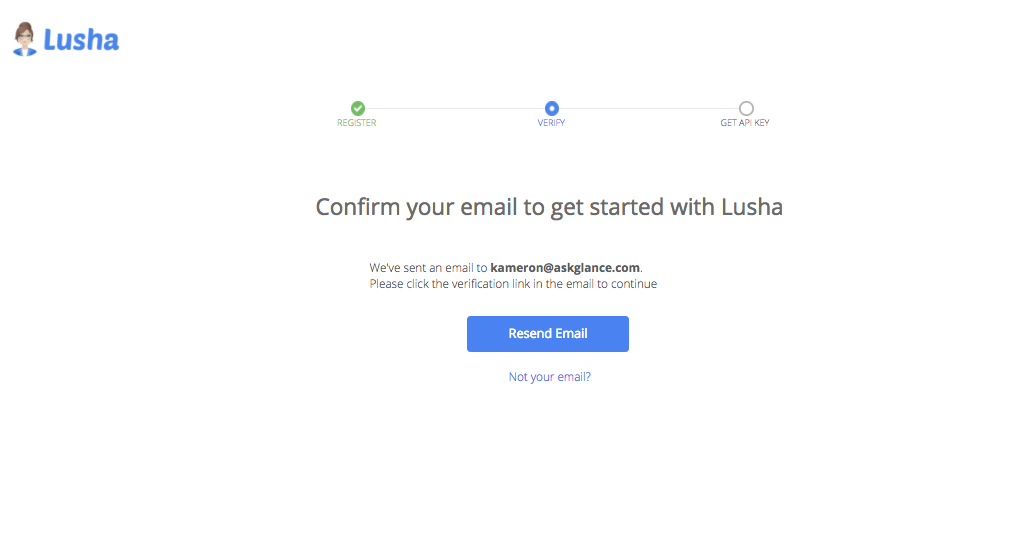 Lusha
REGISTER
VERIFY
GET API KEY
Confirm your email to get started with Lusha
We've sent an email to kameron@askglance.com.
Please click the verification link in the email to continue
Resend Email
Not your email?